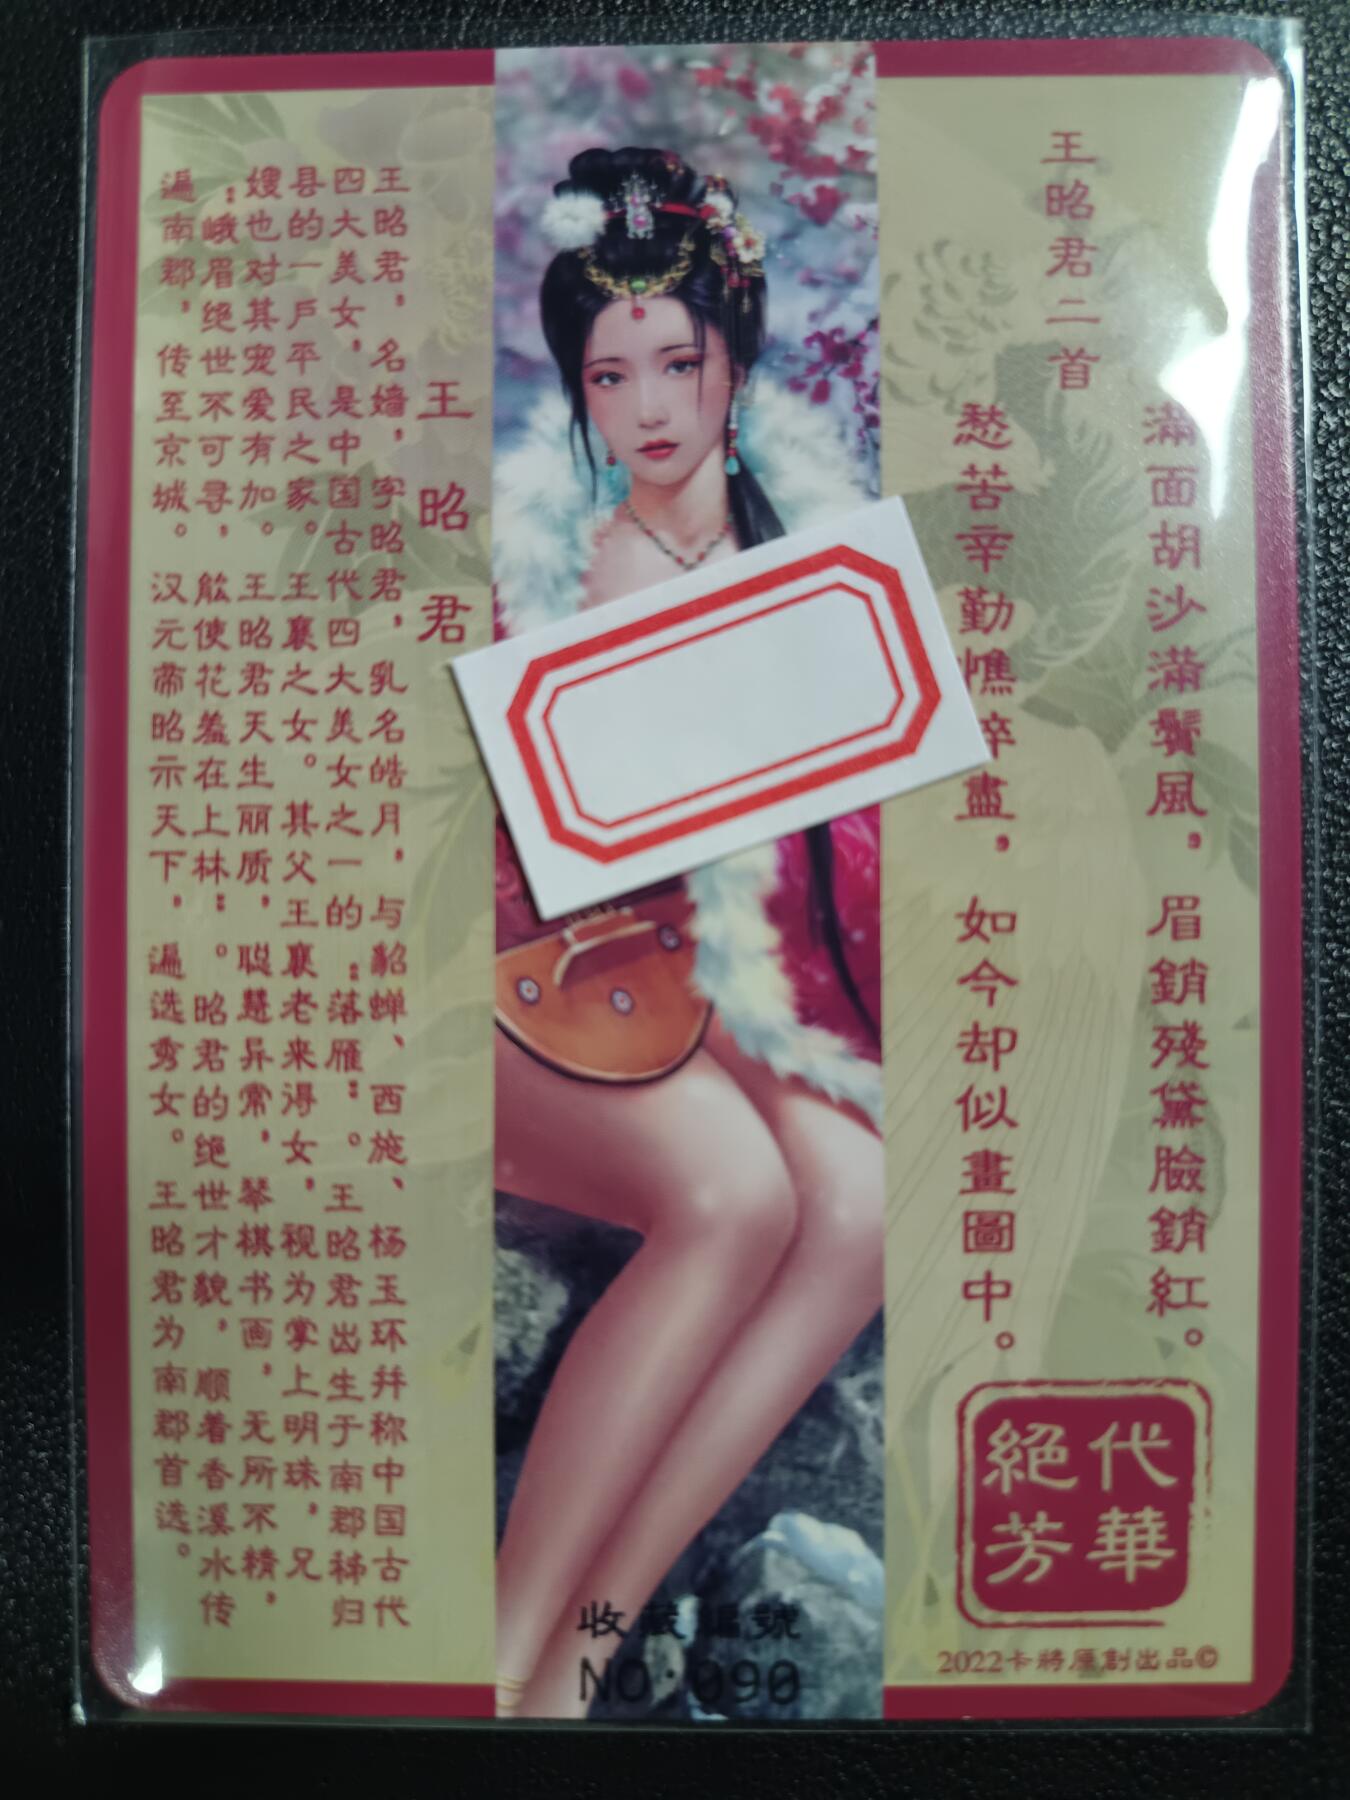 王昭君二首
滿面胡沙滿鬢風,眉銷殘黛臉銷紅。
愁苦辛勤憔悴盡,如今却似畫圖中。
代華
絕芳
2022卡將原創出品©
王昭君
王昭君,名嫱,字昭君,乳名皓月,与貂蝉、西施、杨玉环并称中国古代
四大美女,是中国古代四大美女之一的“落雁”。王昭君出生于南郡秭归
县的一户平民之家。王襄之女。其父王襄老来得女,视为掌上明珠,兄
嫂也对其宠爱有加。王昭君天生丽质,聪慧异常,琴棋书画,无所不精,
“峨眉绝世不可寻,能使花羞在上林”。昭君的绝世才貌,顺着香溪水传
遍南郡,传至京城。汉元帝昭示天下,遍选秀女。王昭君为南郡首选。
收藏編號
NO:090